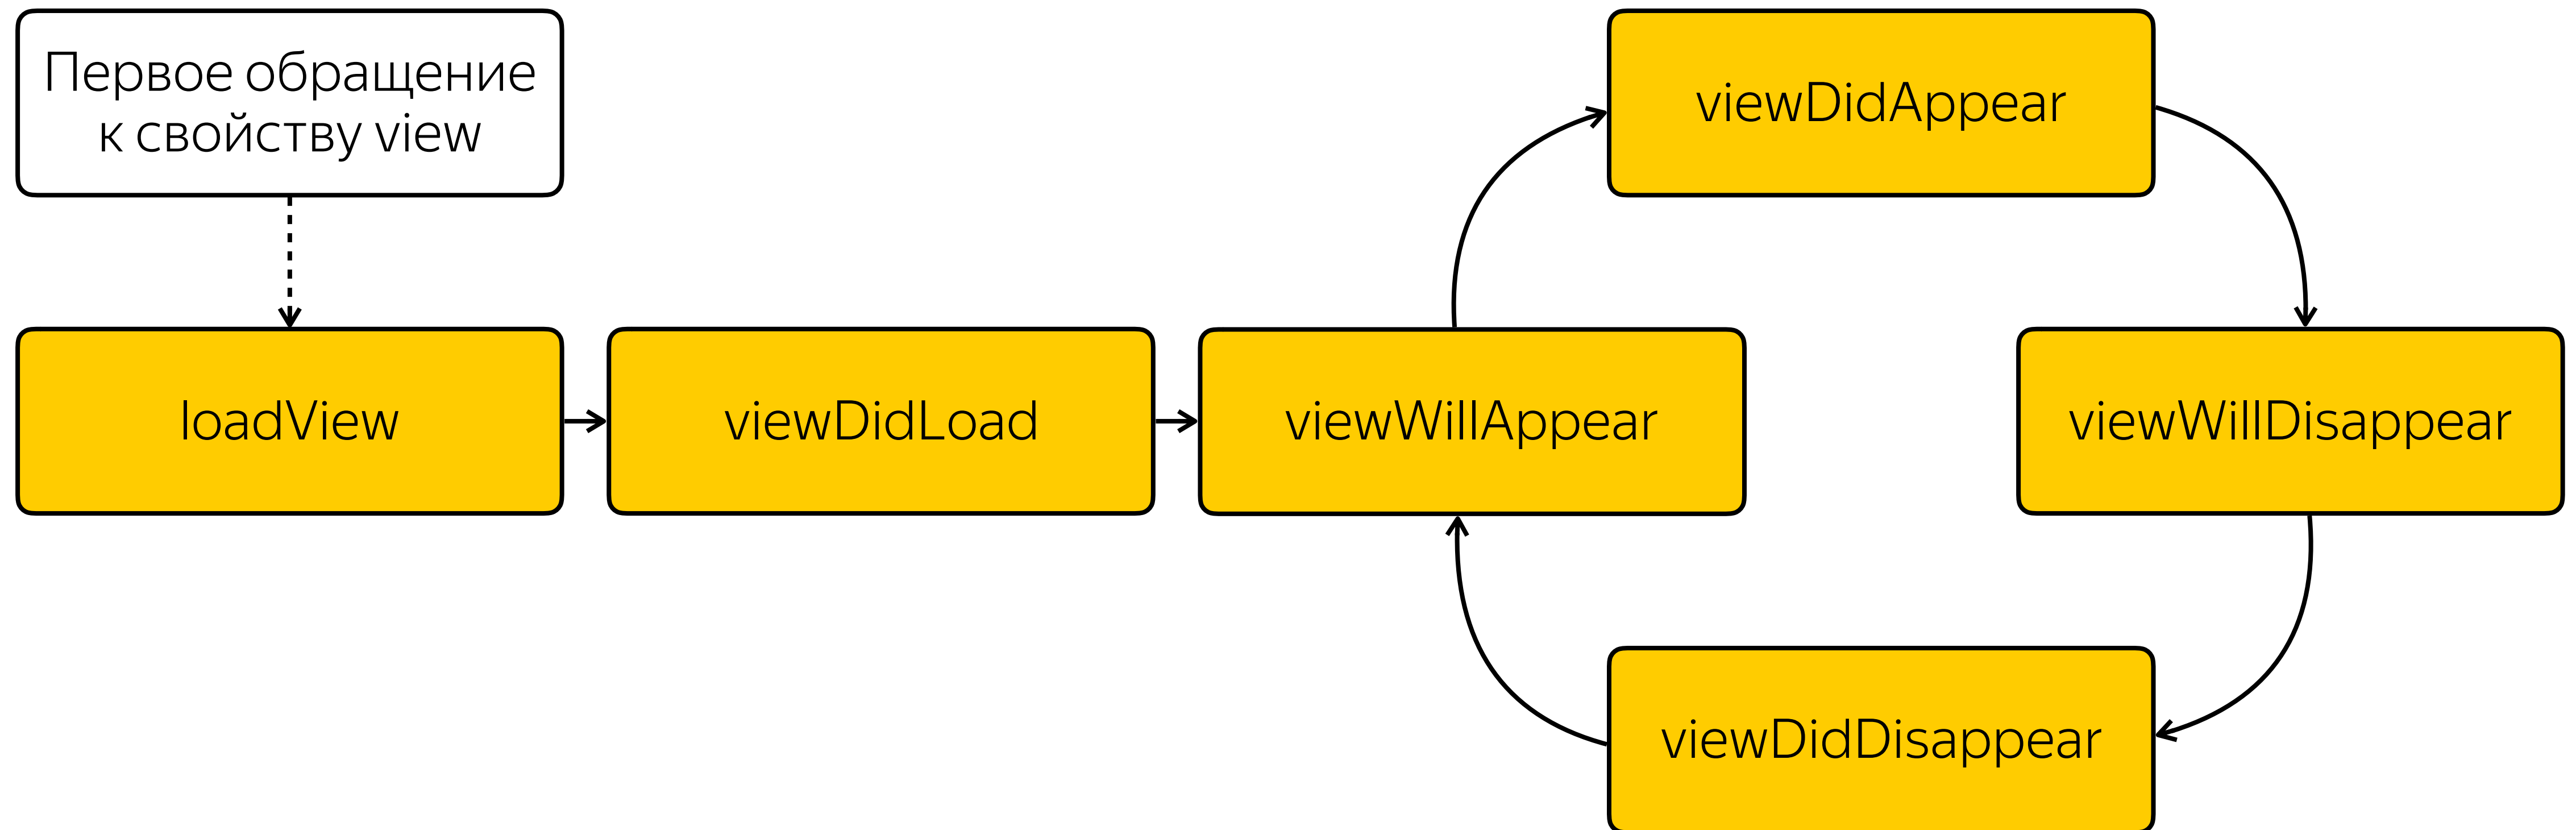 Первое обращение
к свойству view
viewDidAppear
loadView
viewDidLoad
viewWillAppear
viewWillDisappear
viewDidDisappear